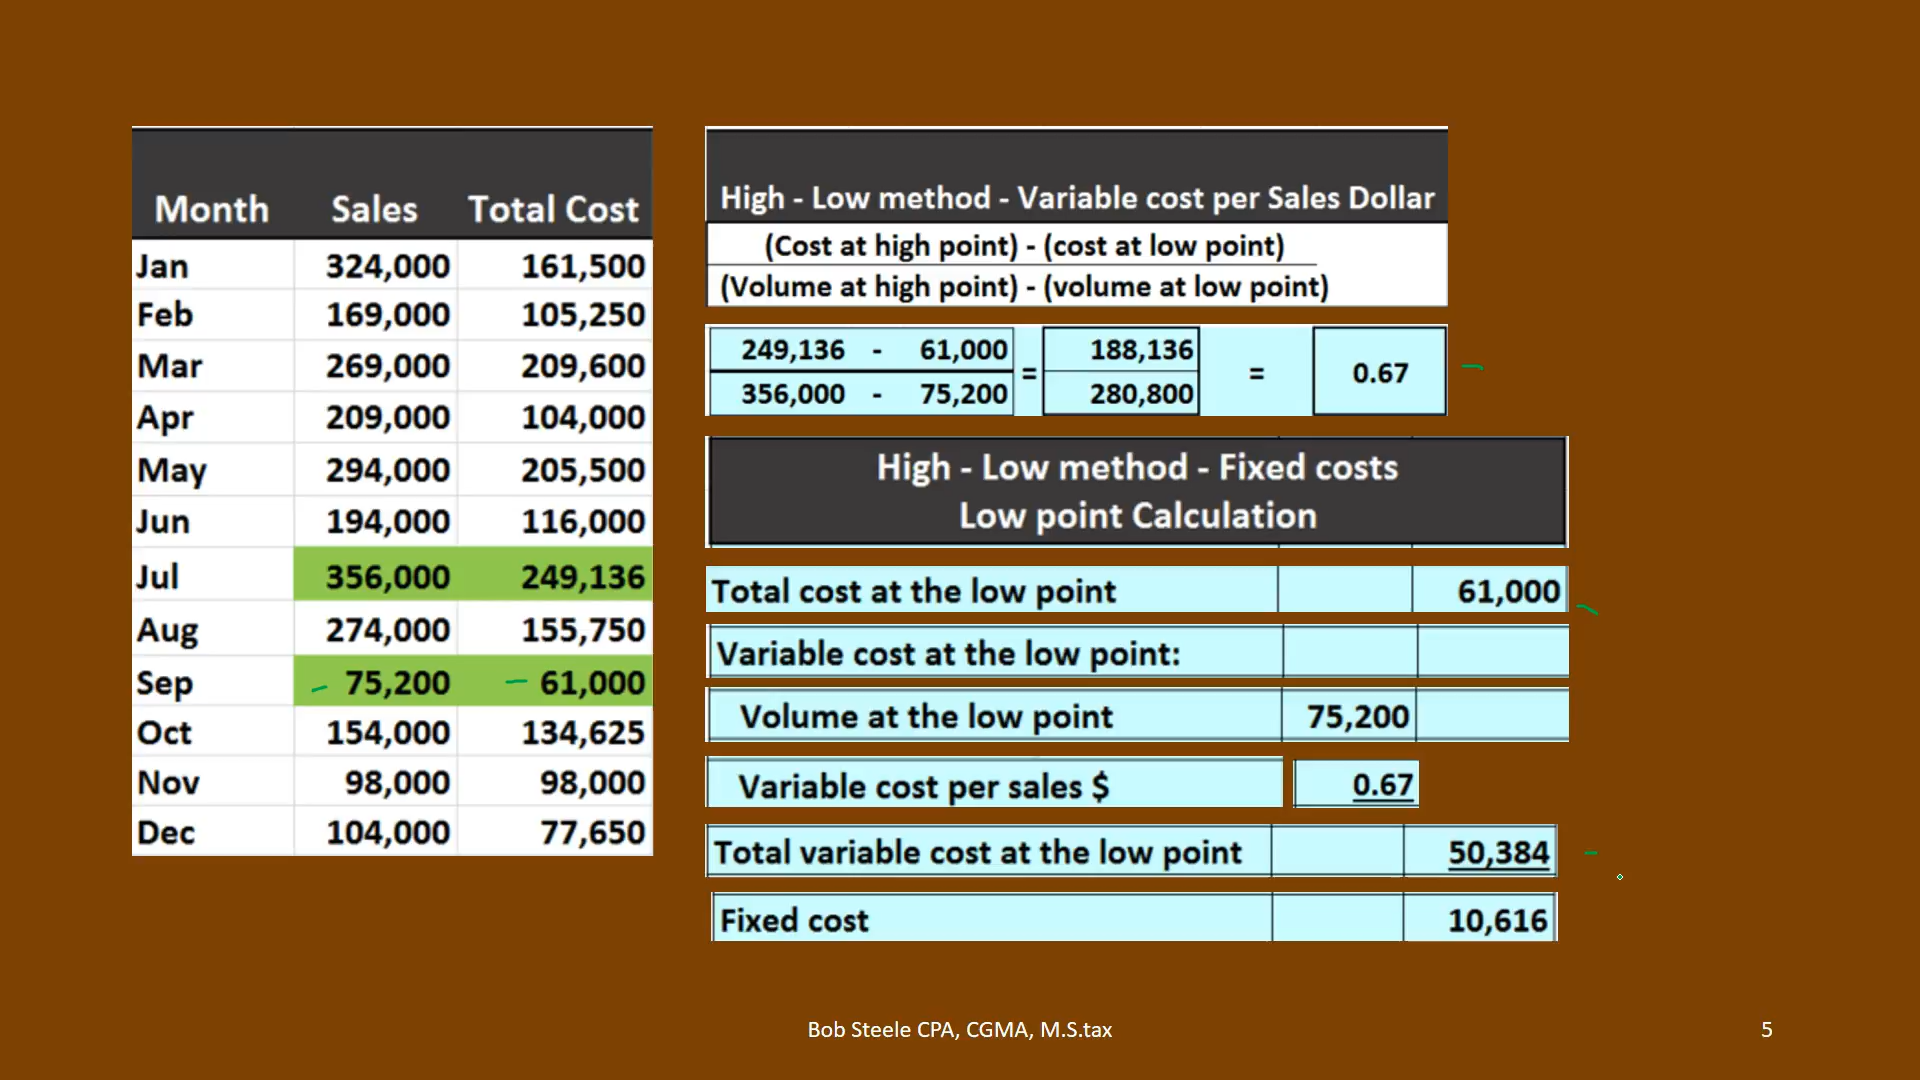 Month Sales Total Cost
Jan 324,000 161,500
Feb 169,000 105,250
Mar 269,000 209,600
Apr 209,000 104,000
May 294,000 205,500
Jun 194,000 116,000
Jul 356,000 249,136
Aug 274,000 155,750
Sep 75,200 61,000
Oct 154,000 134,625
Nov 98,000 98,000
Dec 104,000 77,650
High - Low method - Variable cost per Sales Dollar
(Cost at high point) - (cost at low point)
(Volume at high point) - (volume at low point)
249,136 - 61,000 = 188,136 = 0.67
356,000 - 75,200 280,800
High - Low method - Fixed costs
Low point Calculation
Total cost at the low point 61,000
Variable cost at the low point:
Volume at the low point 75,200
Variable cost per sales $ 0.67
Total variable cost at the low point 50,384
Fixed cost 10,616
Bob Steele CPA, CGMA, M.S.tax 5